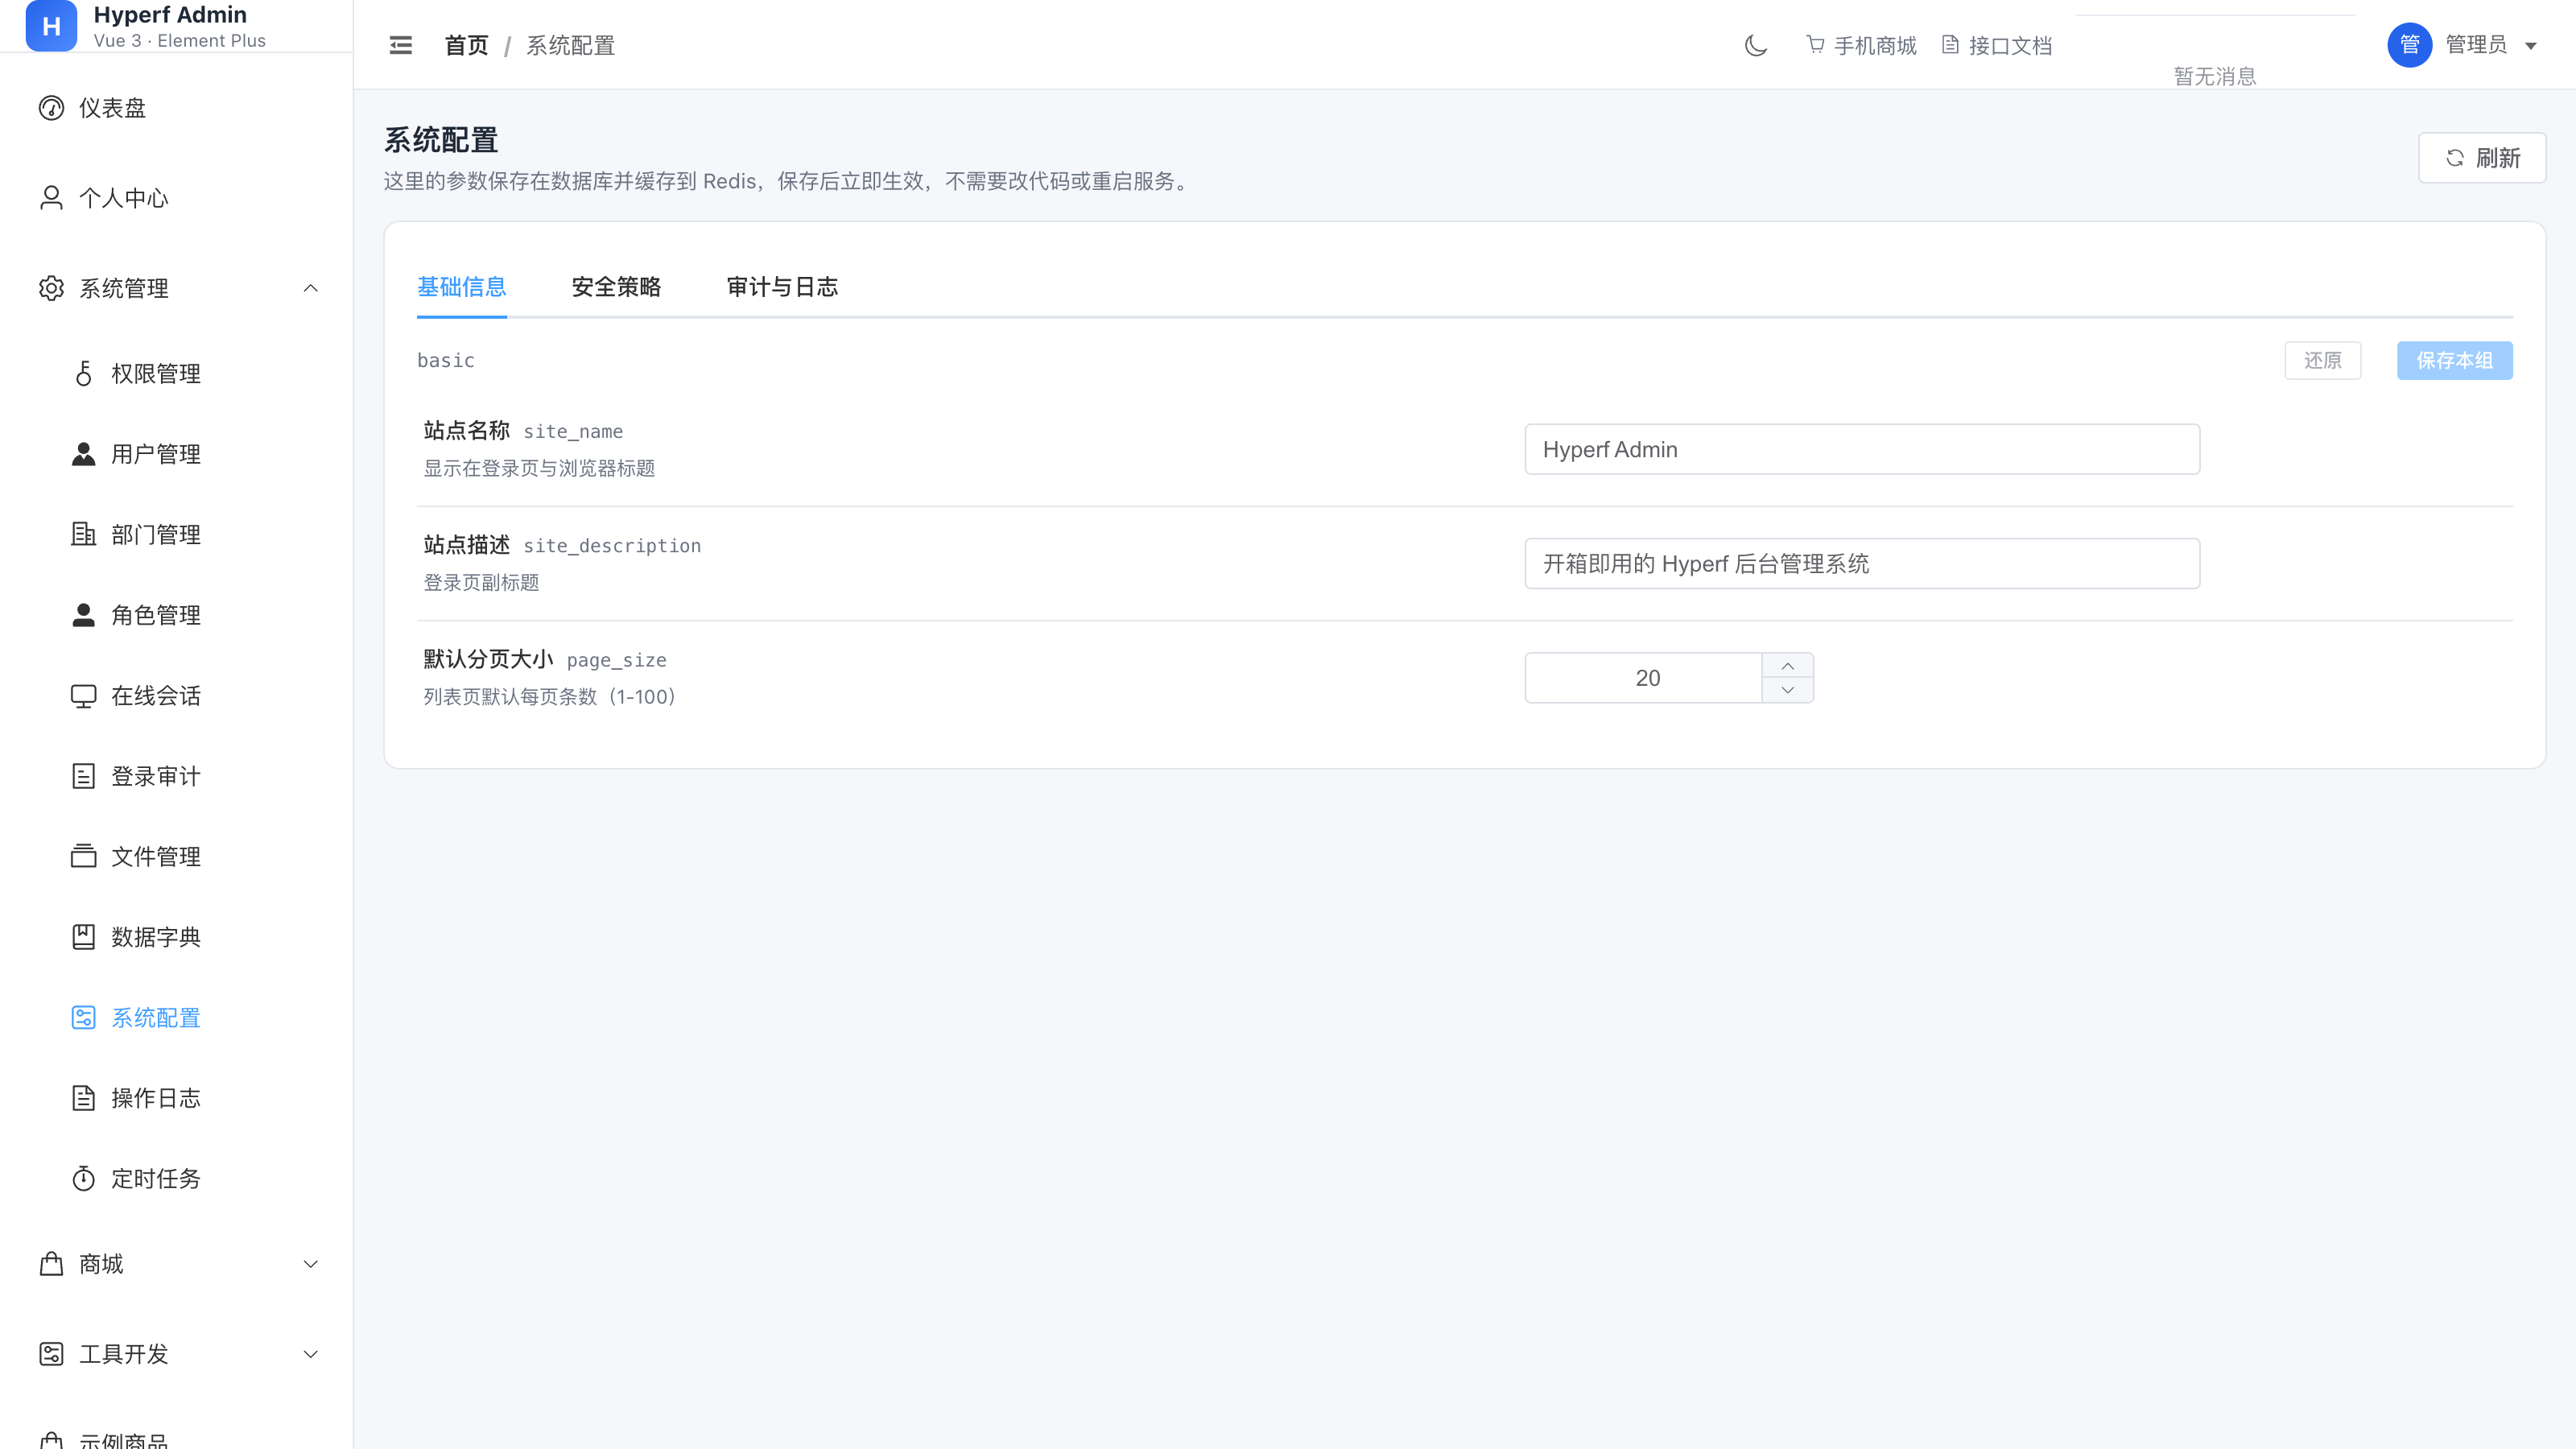 H
Hyperf Admin
Vue 3 · Element Plus
仪表盘
个人中心
系统管理
权限管理
用户管理
部门管理
角色管理
在线会话
登录审计
文件管理
数据字典
系统配置
操作日志
定时任务
商城
工具开发
示例商品
首页 / 系统配置
手机商城
接口文档
暂无消息
管 管理员
系统配置
这里的参数保存在数据库并缓存到 Redis，保存后立即生效，不需要改代码或重启服务。
刷新
基础信息 安全策略 审计与日志
basic
还原 保存本组
站点名称 site_name
显示在登录页与浏览器标题
Hyperf Admin
站点描述 site_description
登录页副标题
开箱即用的 Hyperf 后台管理系统
默认分页大小 page_size
列表页默认每页条数（1-100）
20